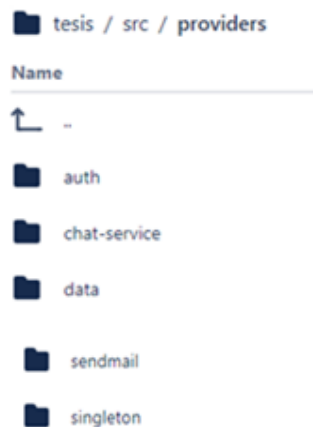 tesis / src / providers
Name
..
auth
chat-service
data
sendmail
singleton